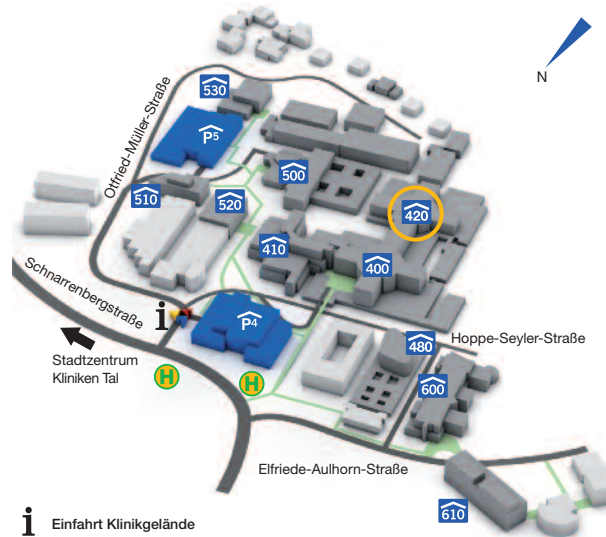 N
530
Otfried-Müller-Straße
P5
500
510
520
420
410
400
Schnarrenbergstraße
i
P4
Hoppe-Seyler-Straße
480
Stadtzentrum
Kliniken Tal
H
H
600
Elfriede-Aulhorn-Straße
610
i Einfahrt Klinikgelände